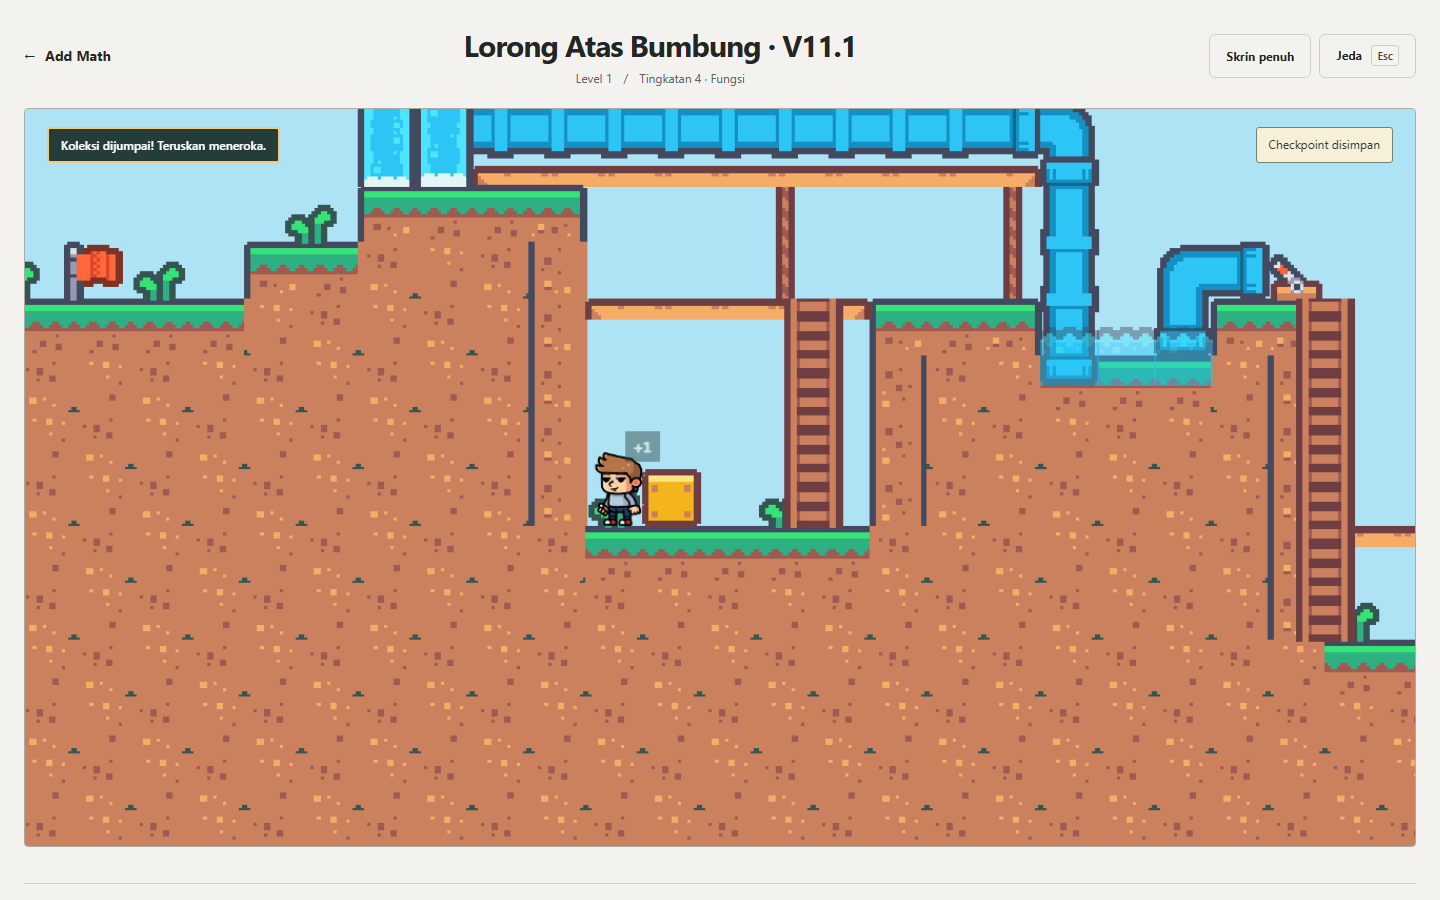 ← Add Math
Lorong Atas Bumbung · V11.1
Level 1 / Tingkatan 4 · Fungsi
Skrin penuh
Jeda Esc
Koleksi dijumpai! Teruskan meneroka.
Checkpoint disimpan
+1